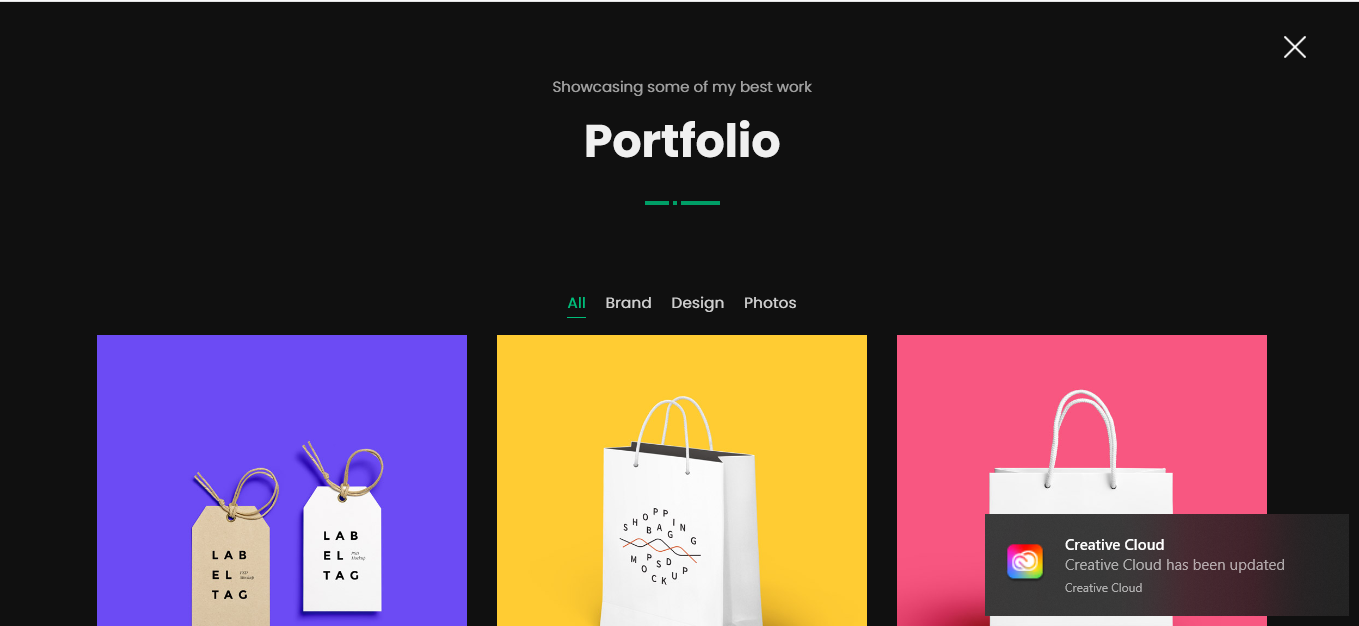 Showcasing some of my best work
Portfolio
All Brand Design Photos
LAB
EL
TAG
LAB
EL
TAG
SHOPPING
BAG
MPSD
MOCKUP
Creative Cloud
Creative Cloud has been updated
Creative Cloud